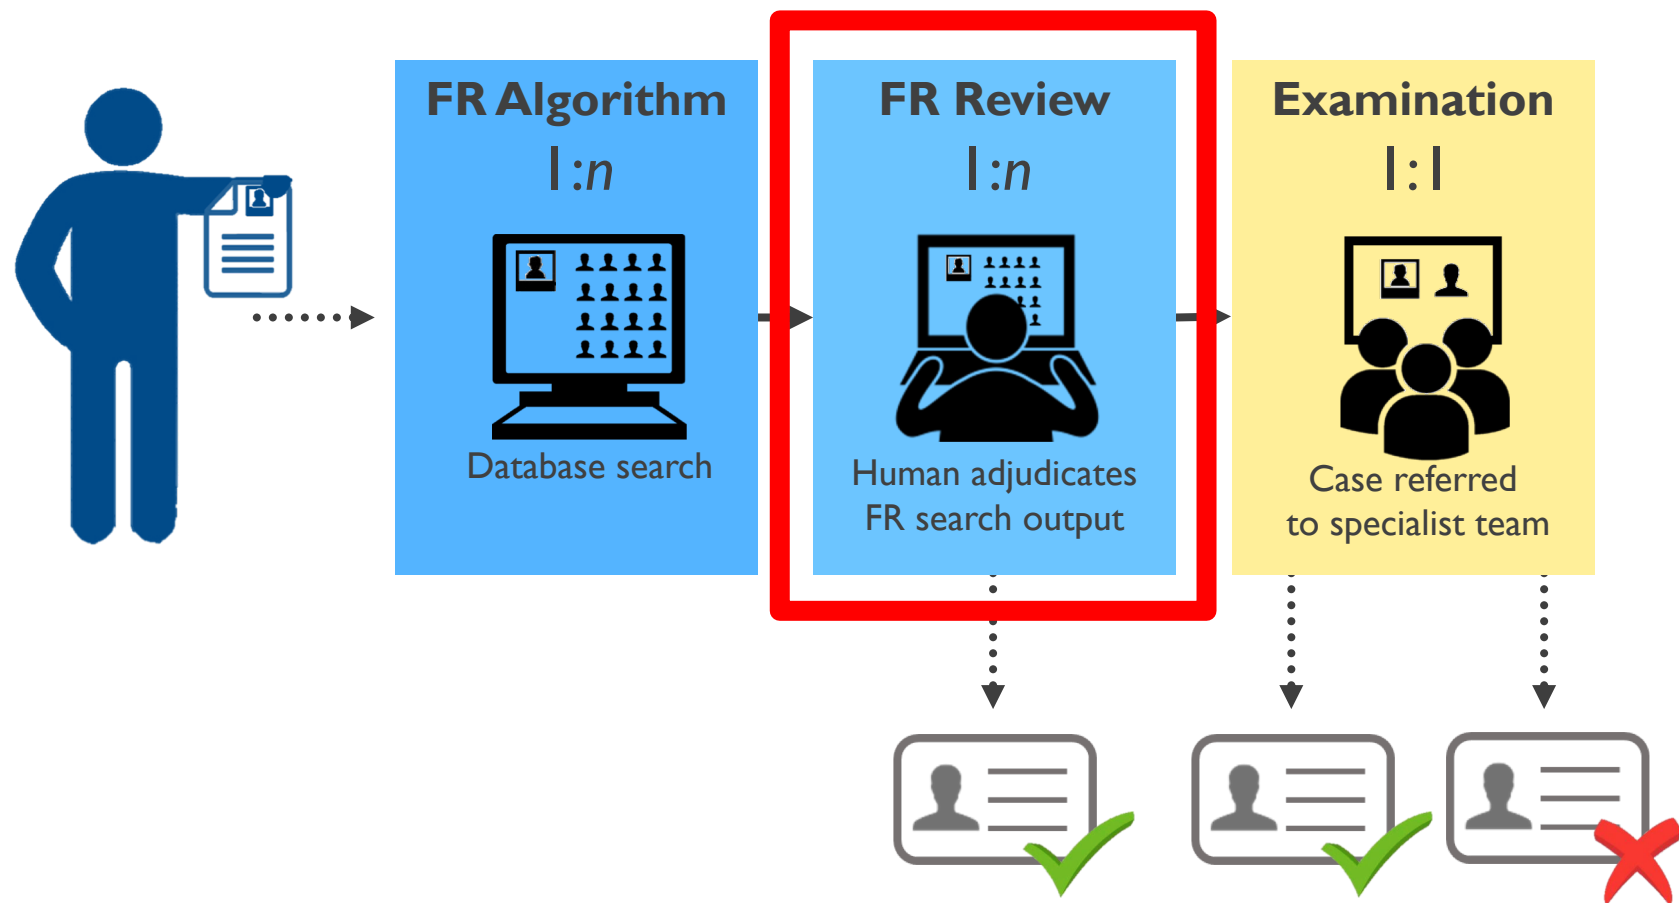 FR Algorithm
1:n
Database search
FR Review
1:n
Human adjudicates
FR search output
Examination
1:1
Case referred
to specialist team